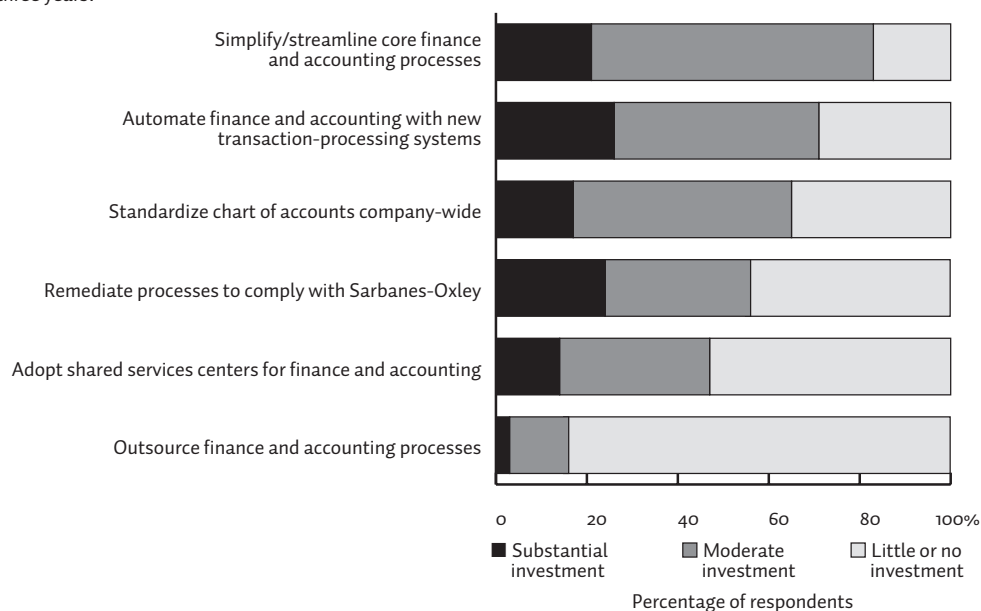 three years.
Simplify/streamline core finance
and accounting processes
Automate finance and accounting with new
transaction-processing systems
Standardize chart of accounts company-wide
Remediate processes to comply with Sarbanes-Oxley
Adopt shared services centers for finance and accounting
Outsource finance and accounting processes
0 20 40 60 80 100%
Substantial
investment
Moderate
investment
Little or no
investment
Percentage of respondents